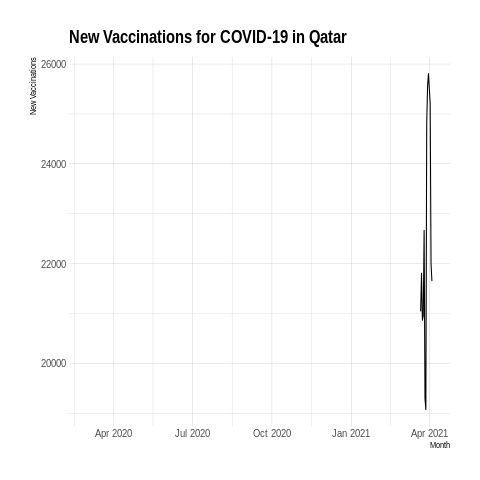 New Vaccinations for COVID-19 in Qatar
New Vaccinations
26000
24000
22000
20000
Apr 2020
Jul 2020
Oct 2020
Jan 2021
Apr 2021
Month